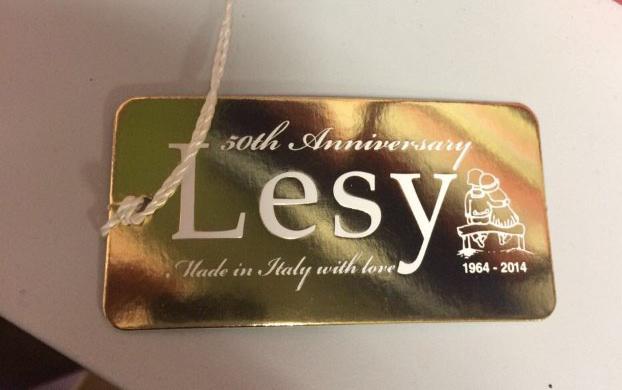 50th Anniversary
Lesy
Made in Italy with love
1964 - 2014